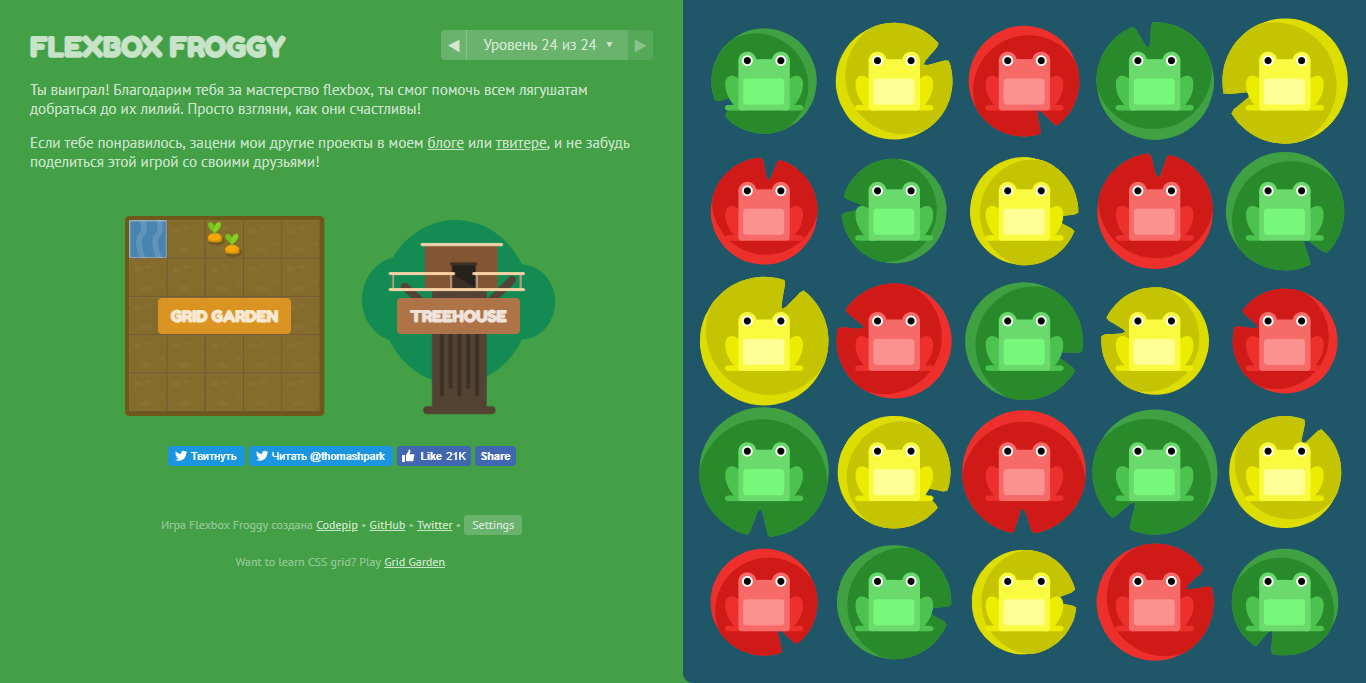 FLEXBOX FROGGY
Уровень 24 из 24
Ты выиграл! Благодарим тебя за мастерство flexbox, ты смог помочь всем лягушатам
добраться до их лилий. Просто взгляни, как они счастливы!
Если тебе понравилось, зацени мои другие проекты в моем блоге или твитере, и не забудь
поделиться этой игрой со своими друзьями!
GRID GARDEN
TREEHOUSE
Твитнуть
Читать @thomashpark
Like 21K
Share
Игра Flexbox Froggy создана Codepip • GitHub • Twitter • Settings
Want to learn CSS grid? Play Grid Garden.